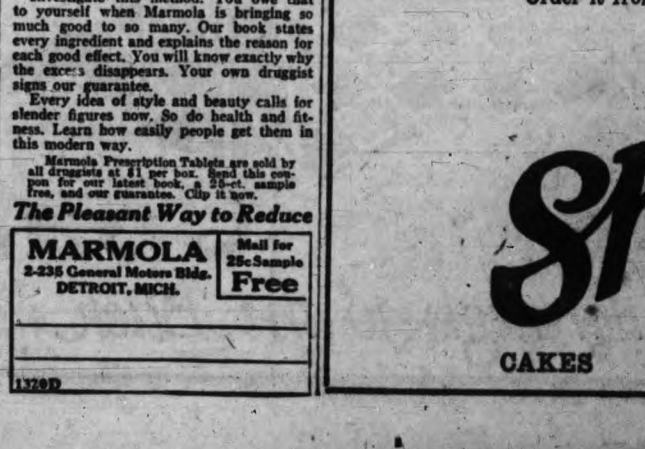 to yourself when Marmola is bringing so
much good to so many. Our book states
every ingredient and explains the reason for
each good effect. You will know exactly why
the excess disappears. Your own druggist
signs our guarantee.
Every idea of style and beauty calls for
slender figures now. So do health and fit-
ness. Learn how easily people get them in
this modern way.
Marmola Prescription Tablets are sold by
all druggists at $1 per box. Send this cou-
pon for our latest book, a 25-ct. sample
free, and our guarantee. Clip it now.
The Pleasant Way to Reduce
MARMOLA
2-235 General Motors Bldg.
DETROIT, MICH.
Mail for
25c Sample
Free
1320D
CAKES